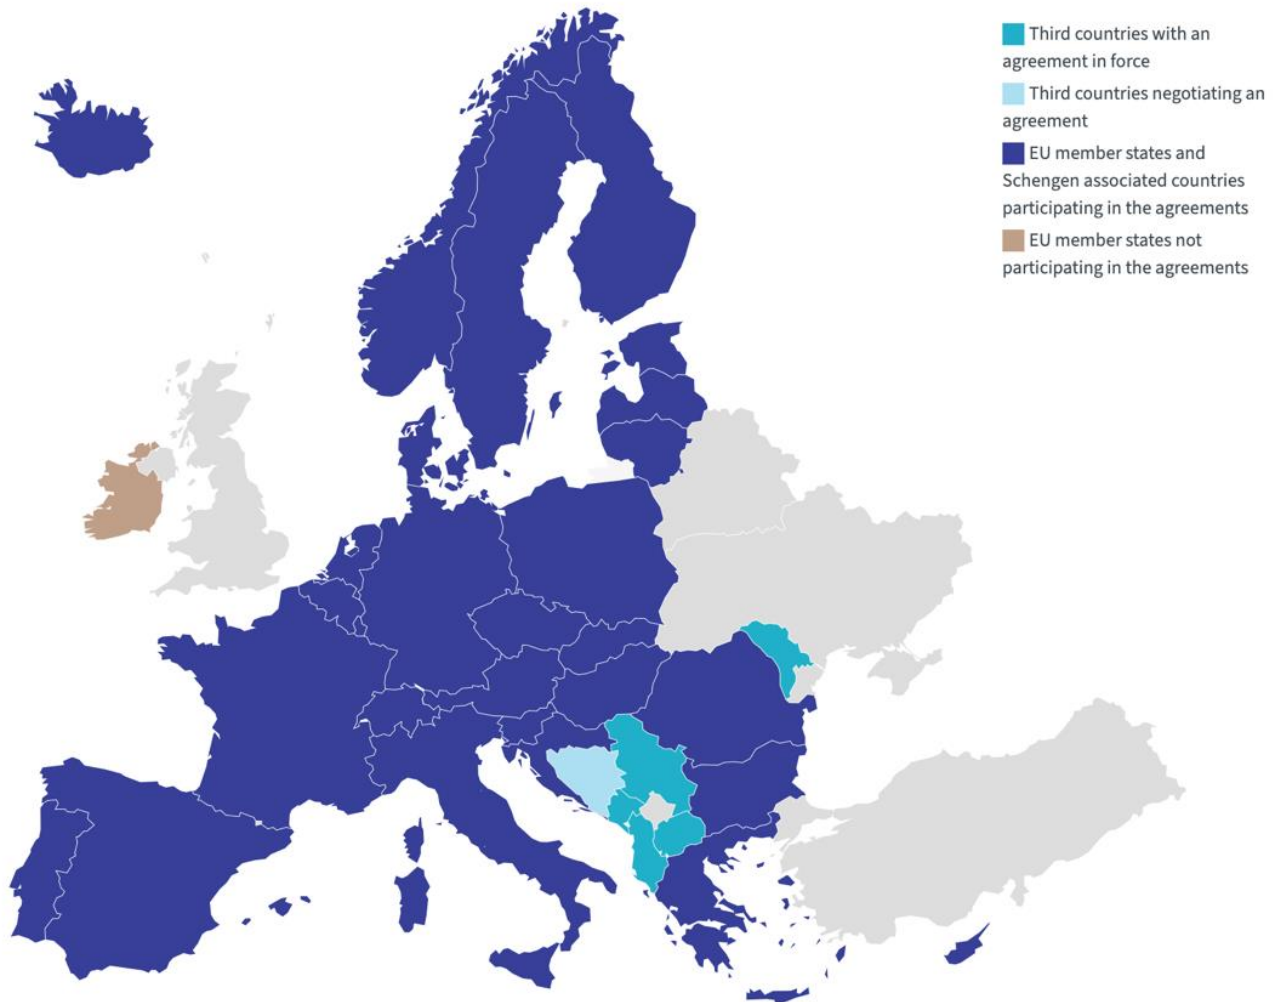 Third countries with an
agreement in force
Third countries negotiating an
agreement
EU member states and
Schengen associated countries
participating in the agreements
EU member states not
participating in the agreements